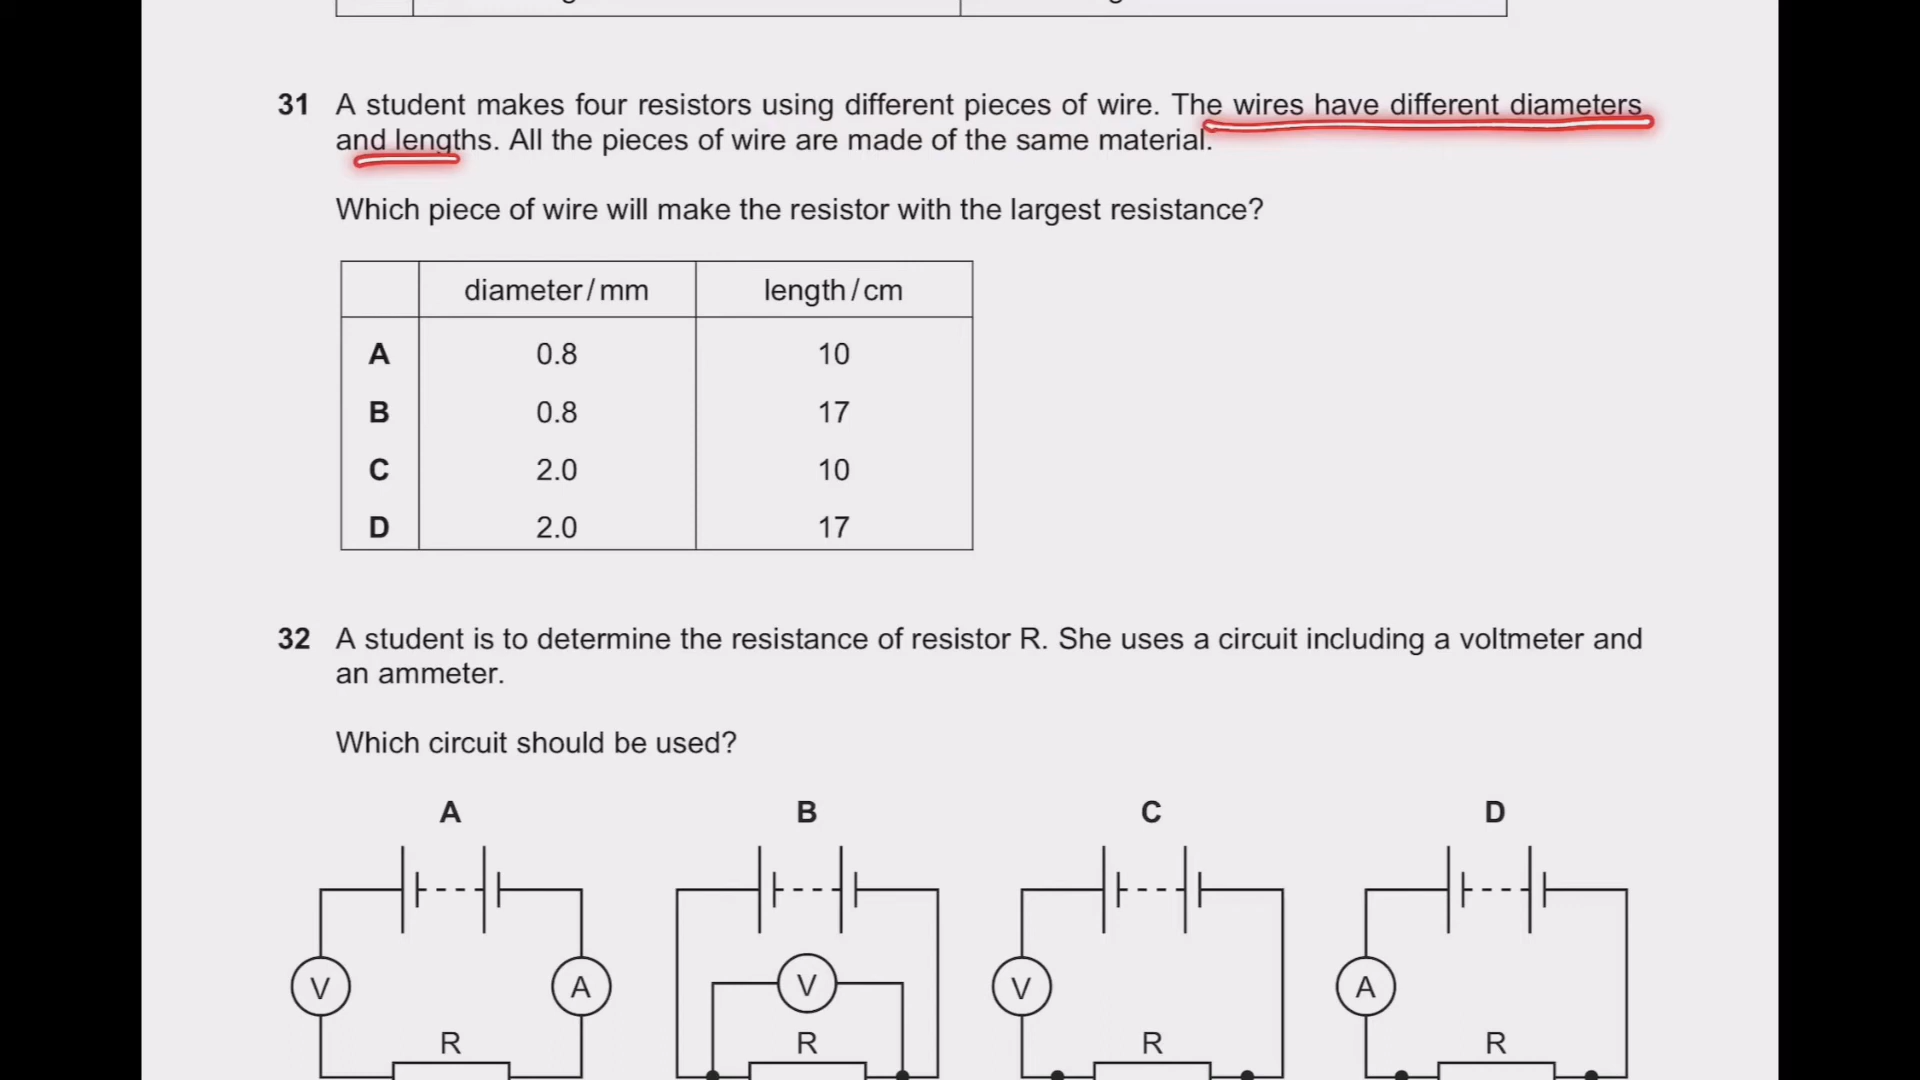 31 A student makes four resistors using different pieces of wire. The wires have different diameters
and lengths. All the pieces of wire are made of the same material.
Which piece of wire will make the resistor with the largest resistance?
diameter/mm length/cm
A 0.8 10
B 0.8 17
C 2.0 10
D 2.0 17
32 A student is to determine the resistance of resistor R. She uses a circuit including a voltmeter and
an ammeter.
Which circuit should be used?
A B C D
V A V V A
R R R R